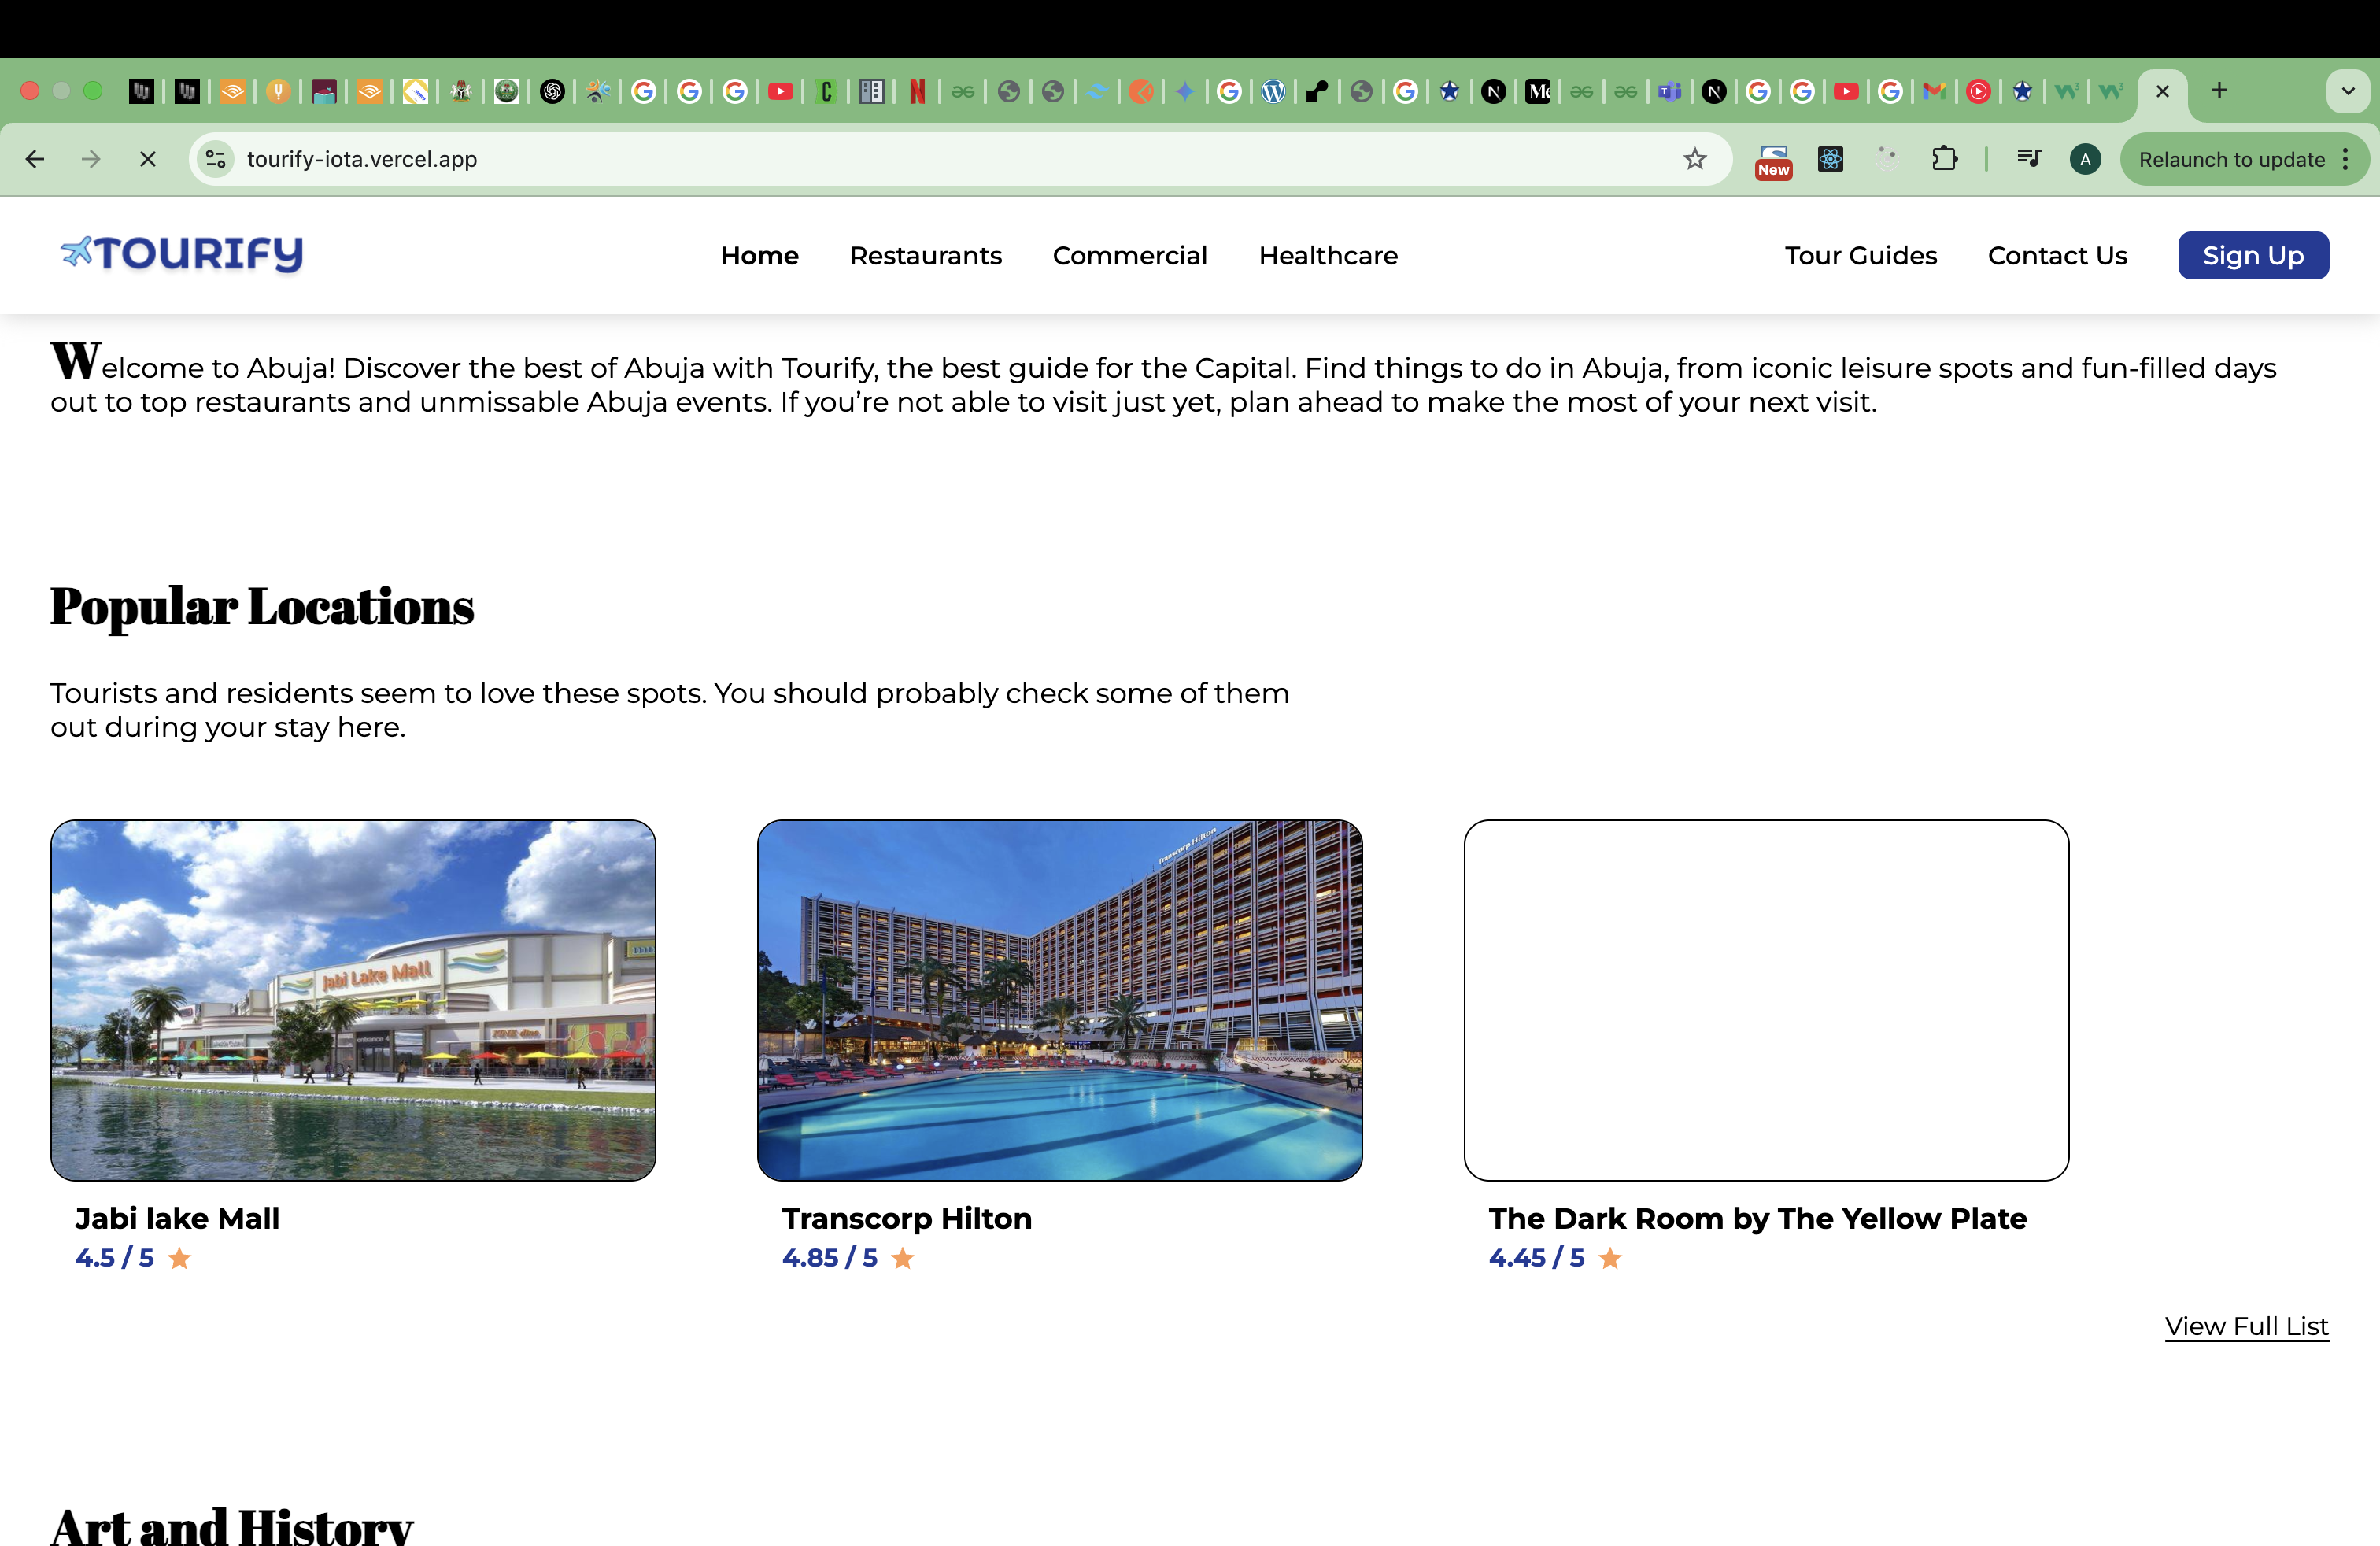 tourify-iota.vercel.app
New
A
Relaunch to update
TOURIFY
Home
Restaurants
Commercial
Healthcare
Tour Guides
Contact Us
Sign Up
Welcome to Abuja! Discover the best of Abuja with Tourify, the best guide for the Capital. Find things to do in Abuja, from iconic leisure spots and fun-filled days
out to top restaurants and unmissable Abuja events. If you’re not able to visit just yet, plan ahead to make the most of your next visit.
Popular Locations
Tourists and residents seem to love these spots. You should probably check some of them
out during your stay here.
Jabi Lake Mall
entrance 4
Transcorp Hilton
Jabi lake Mall
4.5 / 5
Transcorp Hilton
4.85 / 5
The Dark Room by The Yellow Plate
4.45 / 5
View Full List
Art and History